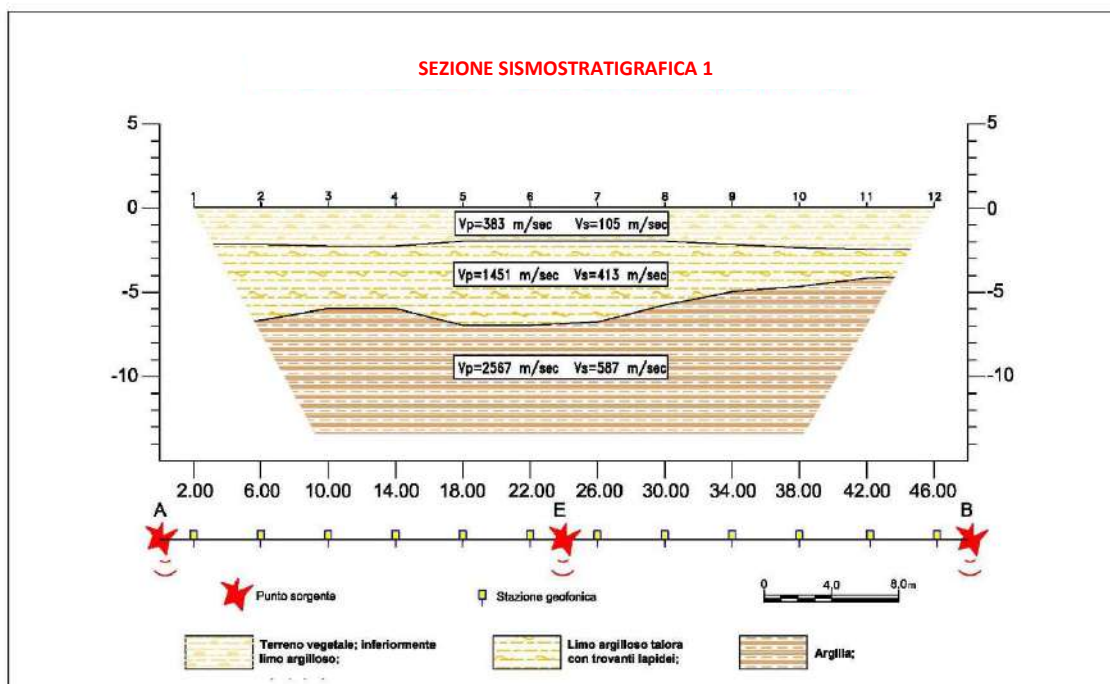 SEZIONE SISMOSTRATIGRAFICA 1
5 5
1 2 3 4 5 6 7 8 9 10 11 12
0 0
Vp=383 m/sec Vs=105 m/sec
Vp=1451 m/sec Vs=413 m/sec
-5 -5
Vp=2567 m/sec Vs=587 m/sec
-10 -10
2.00 6.00 10.00 14.00 18.00 22.00 26.00 30.00 34.00 38.00 42.00 46.00
A E B
Punto sorgente Stazione geofonica 0 4,0 8,0m
Terreno vegetale; inferiormente
limo argilloso;
Limo argilloso talora
con trovanti lapidei;
Argilla;